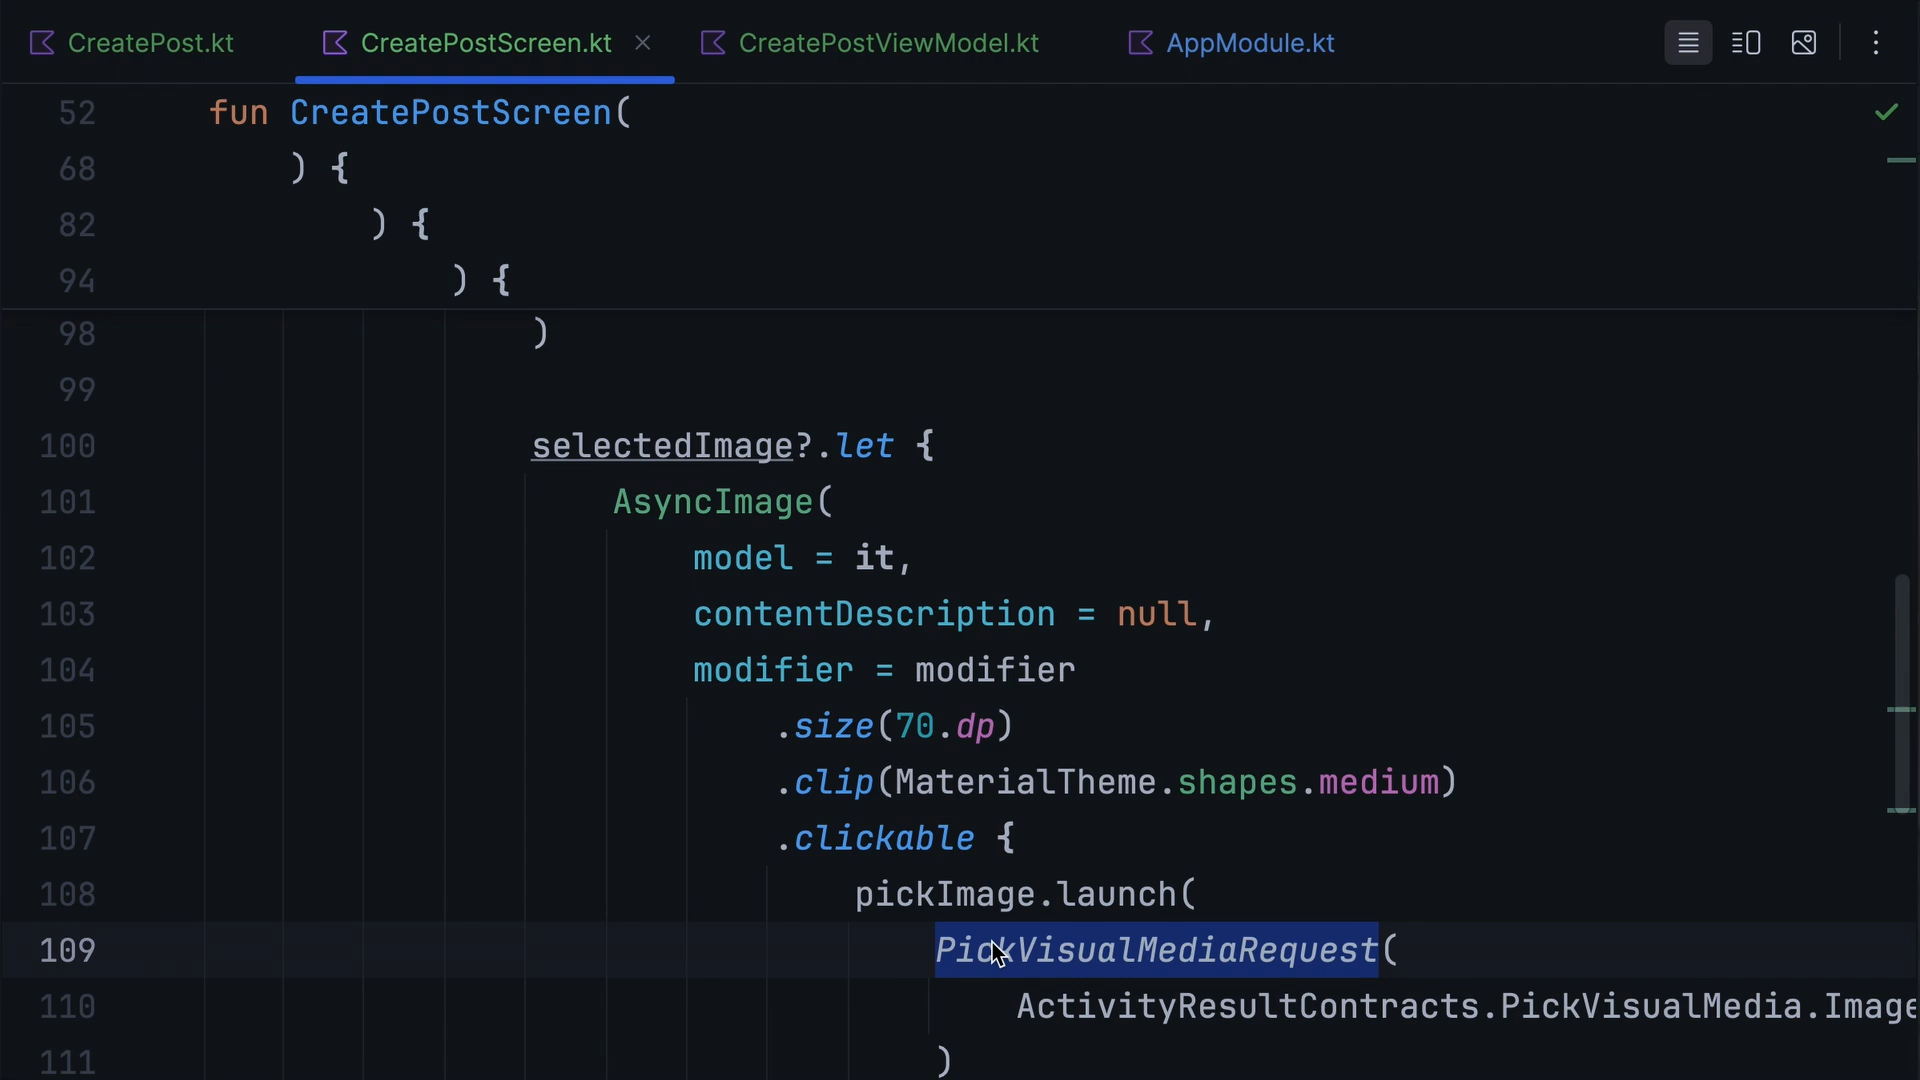 CreatePost.kt CreatePostScreen.kt CreatePostViewModel.kt AppModule.kt
52 fun CreatePostScreen(
68 ) {
82 ) {
94 ) {
98 )
99
100 selectedImage?.let {
101 AsyncImage(
102 model = it,
103 contentDescription = null,
104 modifier = modifier
105 .size(70.dp)
106 .clip(MaterialTheme.shapes.medium)
107 .clickable {
108 pickImage.launch(
109 PickVisualMediaRequest(
110 ActivityResultContracts.PickVisualMedia.Image
111 )